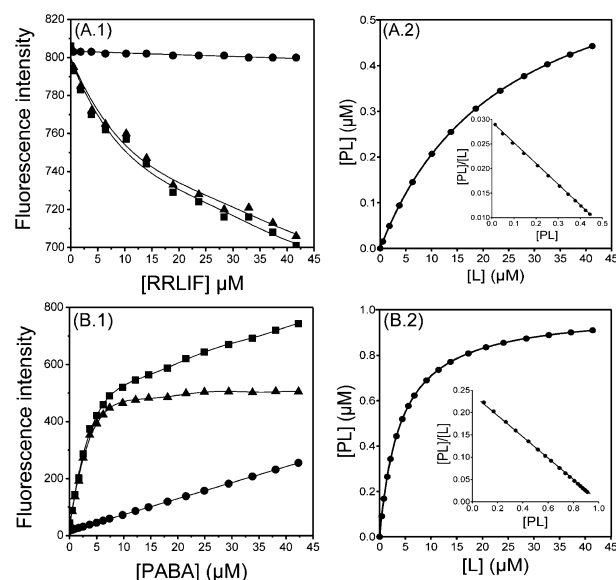 (A.1)
Fluorescence intensity
820
800
780
760
740
720
700
0 5 10 15 20 25 30 35 40 45
[RRLIF] µM
(A.2)
[PL] (µM)
0.5
0.4
0.3
0.2
0.1
0.0
0 5 10 15 20 25 30 35 40 45
[L] (µM)
[PL]/[L]
0.030
0.025
0.020
0.015
0.010
0.0 0.1 0.2 0.3 0.4 0.5
[PL]
(B.1)
Fluorescence intensity
800
600
400
200
0
0 5 10 15 20 25 30 35 40 45
[PABA] (µM)
(B.2)
[PL] (µM)
1.0
0.8
0.6
0.4
0.2
0.0
0 5 10 15 20 25 30 35 40 45
[L] (µM)
[PL]/[L]
0.25
0.20
0.15
0.10
0.05
0.00
0.0 0.2 0.4 0.6 0.8 1.0
[PL]